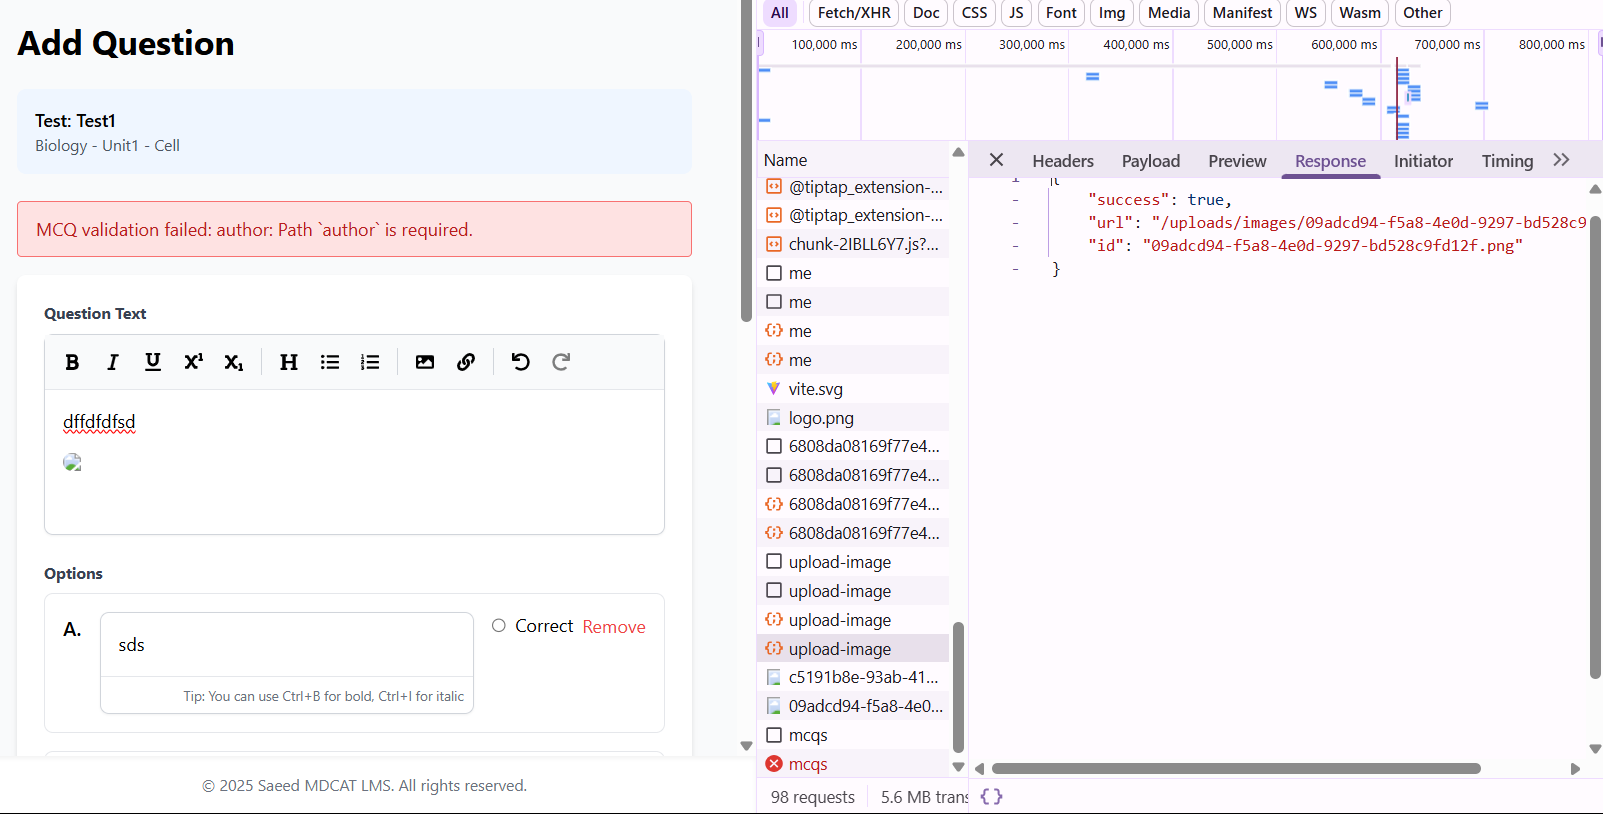 Add Question
Test: Test1
Biology - Unit1 - Cell
MCQ validation failed: author: Path `author` is required.
Question Text
B I U X¹ X₁ H
dffdfdfsd
Options
A.
sds
Correct Remove
Tip: You can use Ctrl+B for bold, Ctrl+I for italic
© 2025 Saeed MDCAT LMS. All rights reserved.
All Fetch/XHR Doc CSS JS Font Img Media Manifest WS Wasm Other
100,000 ms 200,000 ms 300,000 ms 400,000 ms 500,000 ms 600,000 ms 700,000 ms 800,000 ms
Name
@tiptap_extension-...
@tiptap_extension-...
chunk-2IBLL6Y7.js?...
me
me
me
me
vite.svg
logo.png
6808da08169f77e4...
6808da08169f77e4...
6808da08169f77e4...
6808da08169f77e4...
upload-image
upload-image
upload-image
upload-image
c5191b8e-93ab-41...
09adcd94-f5a8-4e0...
mcqs
mcqs
98 requests 5.6 MB trans
Headers Payload Preview Response Initiator Timing
1 {
- "success": true,
- "url": "/uploads/images/09adcd94-f5a8-4e0d-9297-bd528c9
- "id": "09adcd94-f5a8-4e0d-9297-bd528c9fd12f.png"
- }
{ }